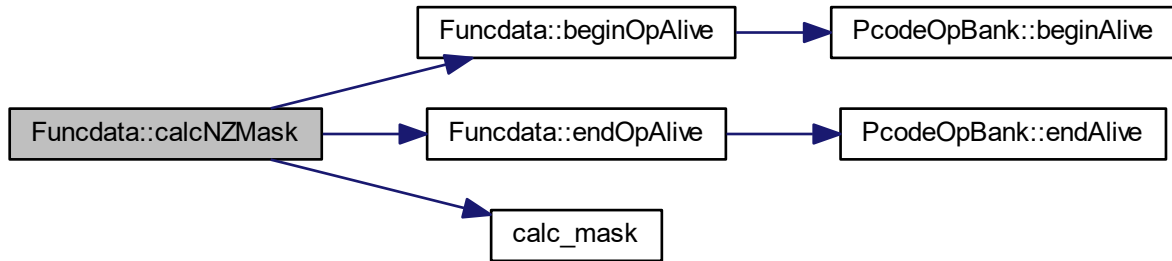 Funcdata::beginOpAlive
PcodeOpBank::beginAlive
Funcdata::calcNZMask
Funcdata::endOpAlive
PcodeOpBank::endAlive
calc_mask